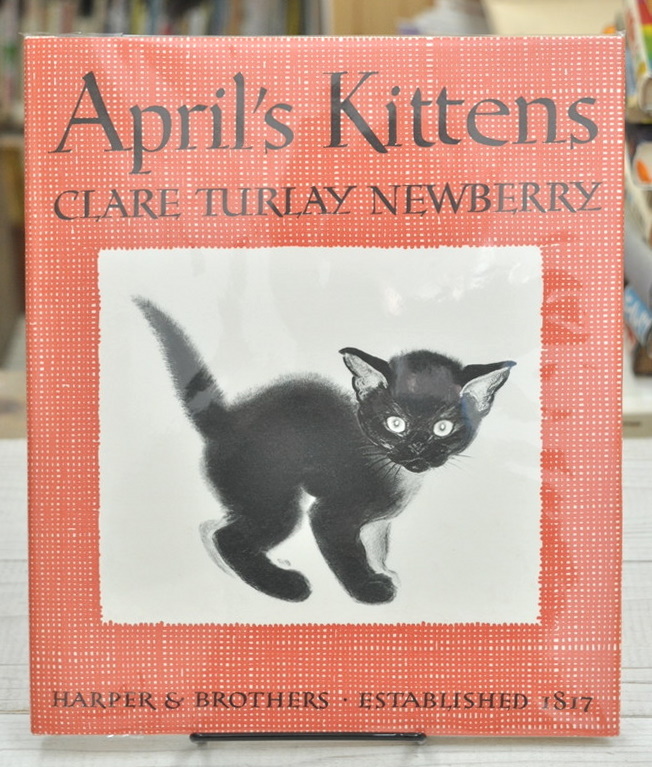 April's Kittens
CLARE TURLAY NEWBERRY
HARPER & BROTHERS · ESTABLISHED 1817